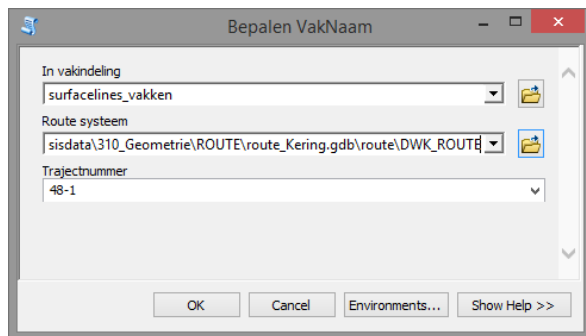 Bepalen VakNaam
In vakindeling
surfacelines_vakken
Route systeem
sisdata\310_Geometrie\ROUTE\route_Kering.gdb\route\DWK_ROUTE
Trajectnummer
48-1
OK Cancel Environments... Show Help >>